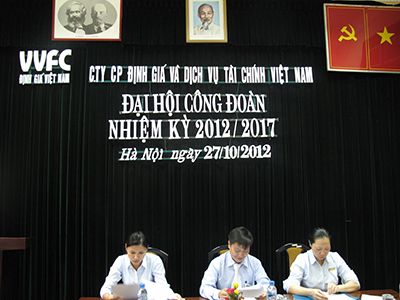 VVFC
ĐỊNH GIÁ VIỆT NAM
CTY CP ĐỊNH GIÁ VÀ DỊCH VỤ TÀI CHÍNH VIỆT NAM
ĐẠI HỘI CÔNG ĐOÀN
NHIỆM KỲ 2012/2017
Hà Nội ngày 27/10/2012